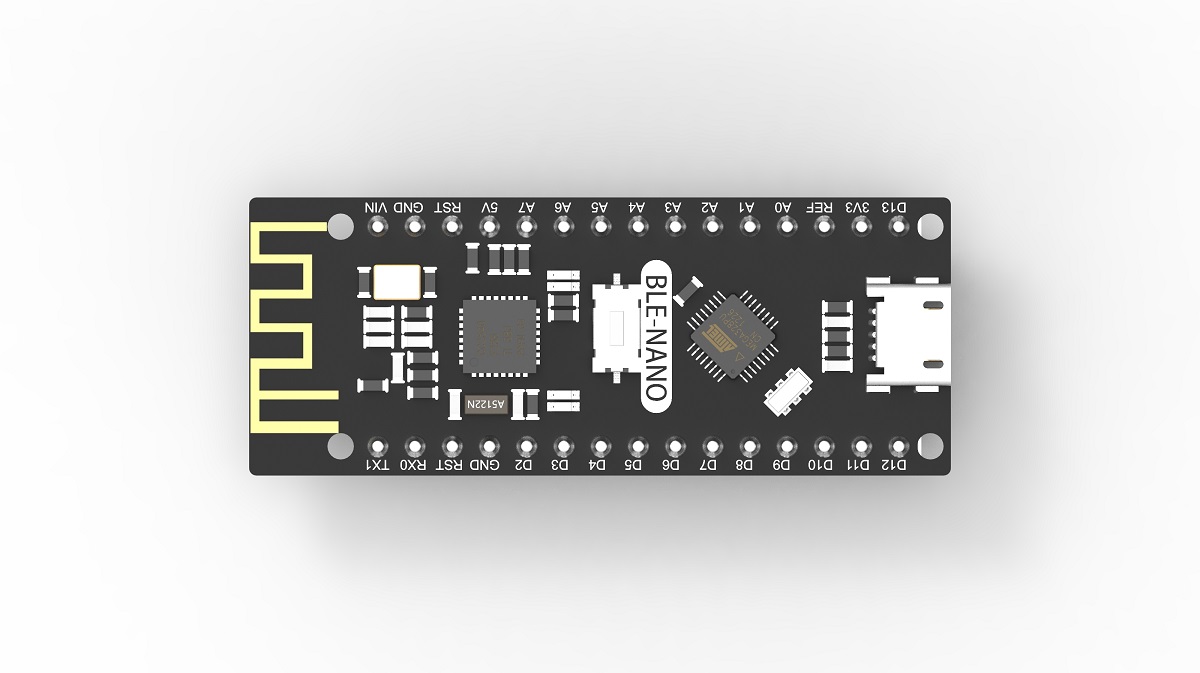 VIN GND RST 5V A7 A6 A5 A4 A3 A2 A1 A0 REF 3V3 D13
BLE-NANO
ATMEL
A5122N
TX1 RX0 RST GND D2 D3 D4 D5 D6 D7 D8 D9 D10 D11 D12